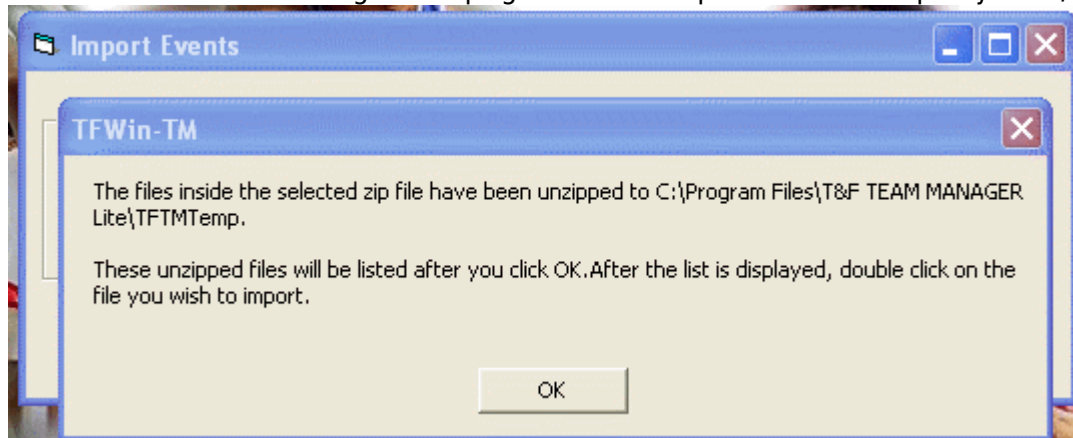 Import Events
TFWin-TM
The files inside the selected zip file have been unzipped to C:\Program Files\T&F TEAM MANAGER
Lite\TFTMTemp.
These unzipped files will be listed after you click OK.After the list is displayed, double click on the
file you wish to import.
OK